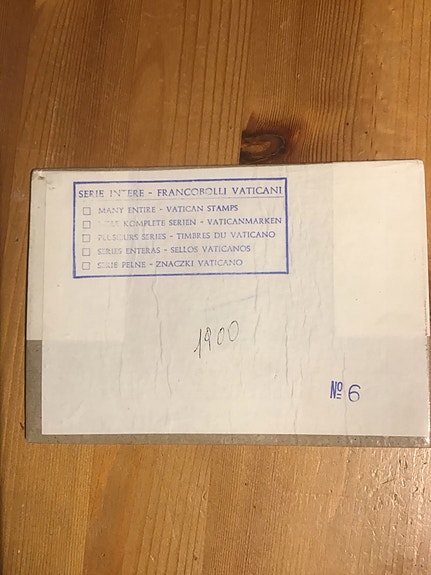 SERIE INTERE - FRANCOBOLLI VATICANI
☐ MANY ENTIRE - VATICAN STAMPS
☐ KOMPLETE SERIEN - VATICANMARKEN
☐ PLUSIOURS SERIES - TIMBRES DU VATICANO
☐ SERIES ENTERAS - SELLOS VATICANOS
☐ SERIE PELNE - ZNACZKI VATICANO
1900
Nº 6